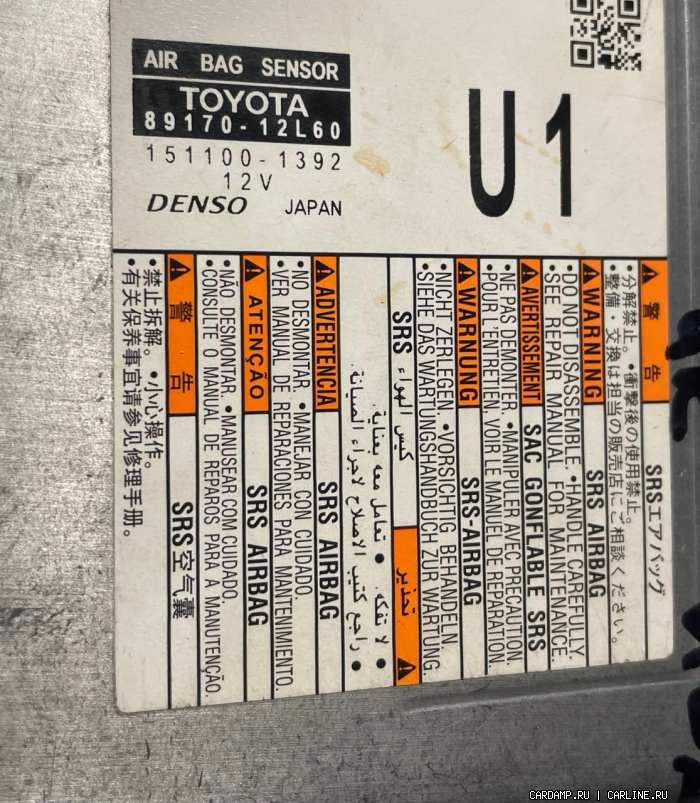 AIR BAG SENSOR
TOYOTA
89170-12L60
151100-1392
12V
DENSO JAPAN
U1
警告 SRSエアバッグ
・分解禁止。・衝撃後の使用禁止。
・整備・交換は担当の販売店にご相談ください。
WARNING SRS AIRBAG
•DO NOT DISASSEMBLE. •HANDLE CAREFULLY.
•SEE REPAIR MANUAL FOR MAINTENANCE.
AVERTISSEMENT SAC GONFLABLE SRS
•NE PAS DEMONTER. •MANIPULER AVEC PRECAUTION.
•POUR L'ENTRETIEN, VOIR LE MANUEL DE REPARATION.
WARNUNG SRS-AIRBAG
•NICHT ZERLEGEN. •VORSICHTIG BEHANDELN.
•SIEHE DAS WARTUNGSHANDBUCH ZUR WARTUNG.
تحذير كيس الهواء SRS
• لا تفكه. • تعامل معه بعناية.
• راجع كتيب الاصلاح لاجراء الصيانة.
ADVERTENCIA SRS AIRBAG
•NO DESMONTAR. •MANEJAR CON CUIDADO.
•VER MANUAL DE REPARACIONES PARA MANTENIMIENTO.
ATENÇÃO SRS AIRBAG
•NÃO DESMONTAR. •MANUSEAR COM CUIDADO.
•CONSULTE O MANUAL DE REPAROS PARA A MANUTENÇÃO.
警告 SRS空气囊
•禁止拆解。•小心操作。
•有关保养事宜请参见修理手册。
CARDAMP.RU | CARLINE.RU